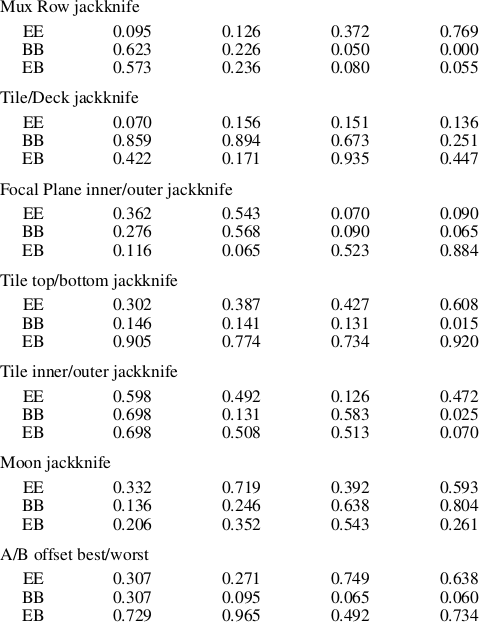 Mux Row jackknife
EE 0.095 0.126 0.372 0.769
BB 0.623 0.226 0.050 0.000
EB 0.573 0.236 0.080 0.055
Tile/Deck jackknife
EE 0.070 0.156 0.151 0.136
BB 0.859 0.894 0.673 0.251
EB 0.422 0.171 0.935 0.447
Focal Plane inner/outer jackknife
EE 0.362 0.543 0.070 0.090
BB 0.276 0.568 0.090 0.065
EB 0.116 0.065 0.523 0.884
Tile top/bottom jackknife
EE 0.302 0.387 0.427 0.608
BB 0.146 0.141 0.131 0.015
EB 0.905 0.774 0.734 0.920
Tile inner/outer jackknife
EE 0.598 0.492 0.126 0.472
BB 0.698 0.131 0.583 0.025
EB 0.698 0.508 0.513 0.070
Moon jackknife
EE 0.332 0.719 0.392 0.593
BB 0.136 0.246 0.638 0.804
EB 0.206 0.352 0.543 0.261
A/B offset best/worst
EE 0.307 0.271 0.749 0.638
BB 0.307 0.095 0.065 0.060
EB 0.729 0.965 0.492 0.734